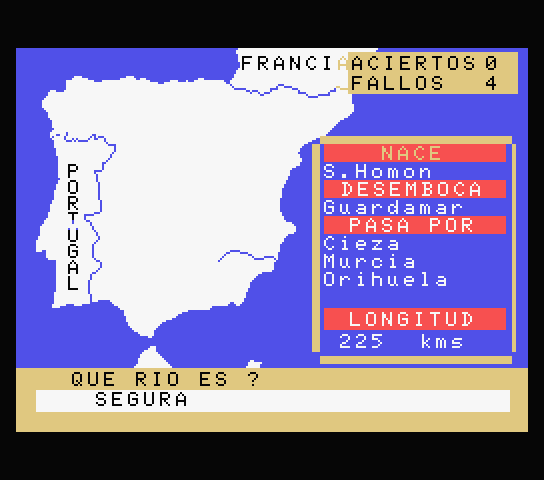 FRANCIA
ACIERTOS 0
FALLOS 4
PORTUGAL
NACE
S.Homon
DESEMBOCA
Guardamar
PASA POR
Cieza
Murcia
Orihuela
LONGITUD
225 kms
QUE RIO ES ?
SEGURA